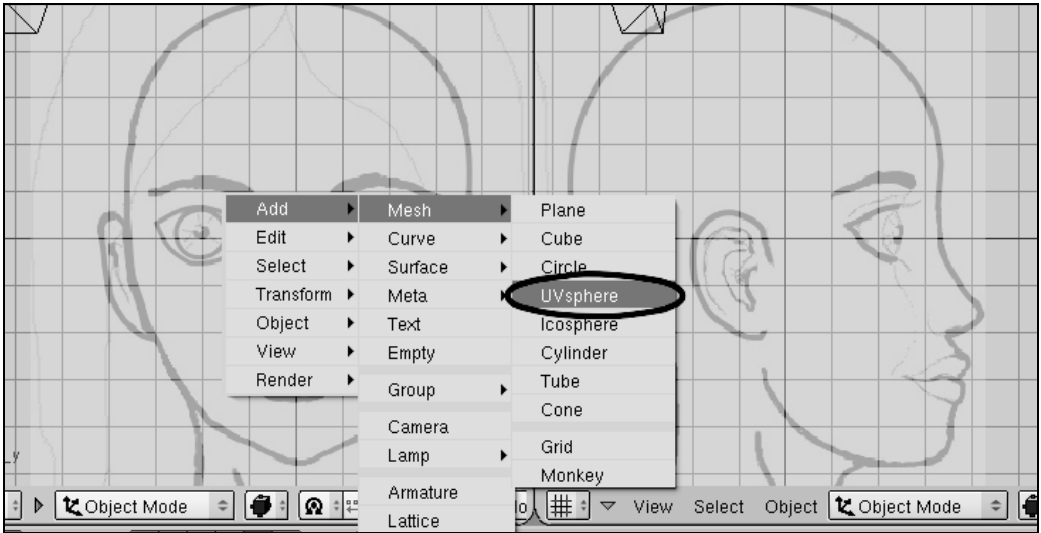 Add
Edit
Select
Transform
Object
View
Render
Mesh
Curve
Surface
Meta
Text
Empty
Group
Camera
Lamp
Armature
Lattice
Plane
Cube
Circle
UVsphere
Icosphere
Cylinder
Tube
Cone
Grid
Monkey
y
Object Mode
lo
View Select Object Object Mode